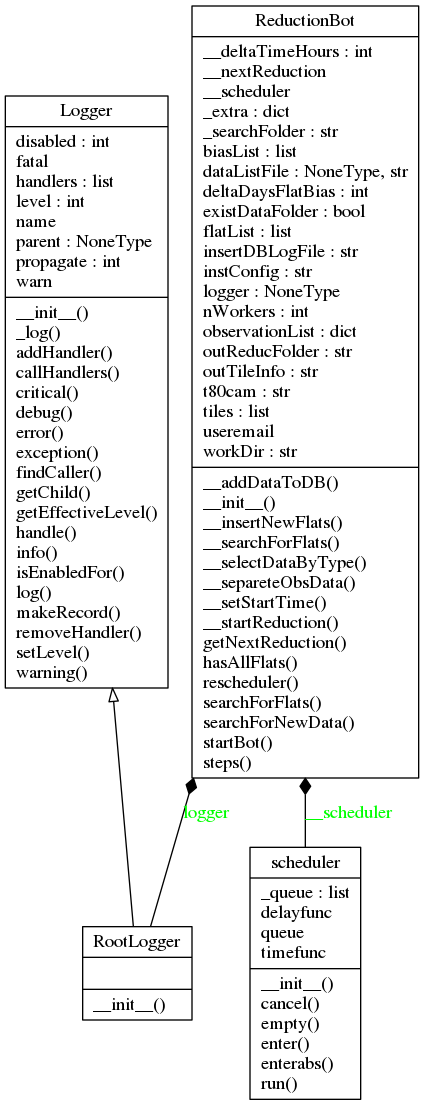 ReductionBot
__deltaTimeHours : int
__nextReduction
__scheduler
_extra : dict
_searchFolder : str
biasList : list
dataListFile : NoneType, str
deltaDaysFlatBias : int
existDataFolder : bool
flatList : list
insertDBLogFile : str
instConfig : str
logger : NoneType
nWorkers : int
observationList : dict
outReducFolder : str
outTileInfo : str
t80cam : str
tiles : list
useremail
workDir : str
__addDataToDB()
__init__()
__insertNewFlats()
__searchForFlats()
__selectDataByType()
__separeteObsData()
__setStartTime()
__startReduction()
getNextReduction()
hasAllFlats()
rescheduler()
searchForFlats()
searchForNewData()
startBot()
steps()
Logger
disabled : int
fatal
handlers : list
level : int
name
parent : NoneType
propagate : int
warn
__init__()
_log()
addHandler()
callHandlers()
critical()
debug()
error()
exception()
findCaller()
getChild()
getEffectiveLevel()
handle()
info()
isEnabledFor()
log()
makeRecord()
removeHandler()
setLevel()
warning()
logger
__scheduler
scheduler
_queue : list
delayfunc
queue
timefunc
__init__()
cancel()
empty()
enter()
enterabs()
run()
RootLogger
__init__()